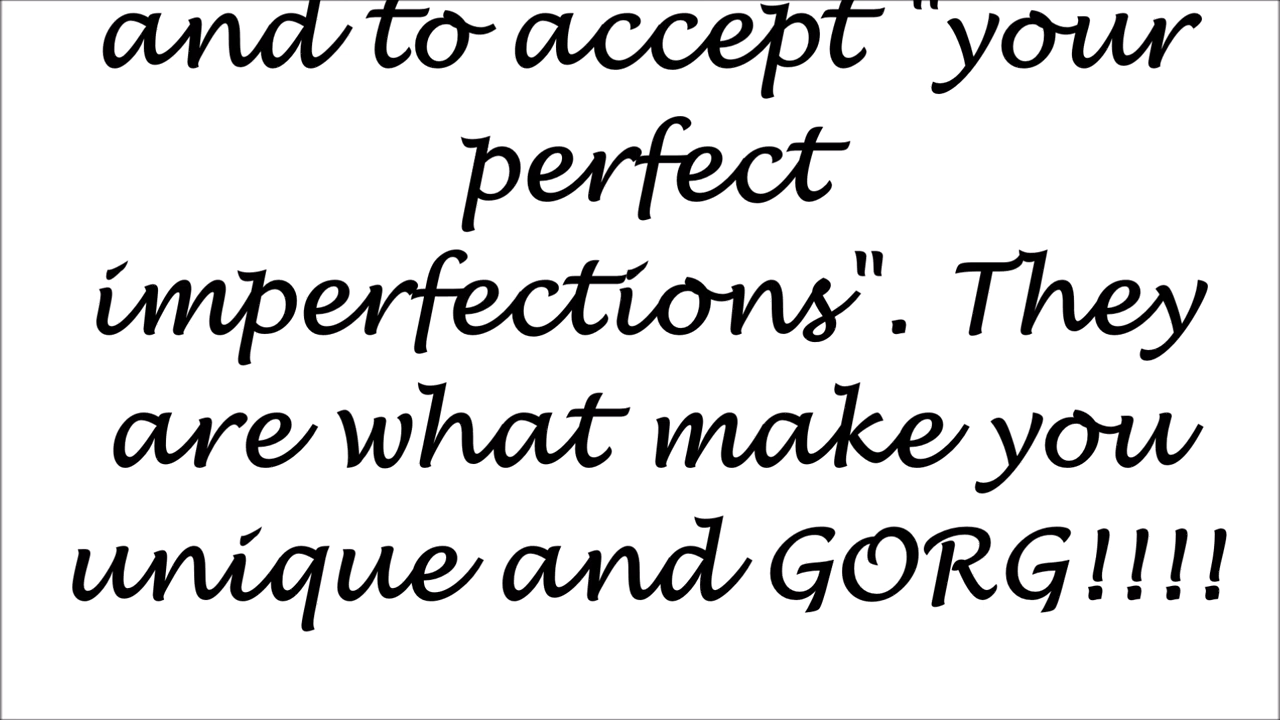 and to accept "your
perfect
imperfections". They
are what make you
unique and GORG!!!!